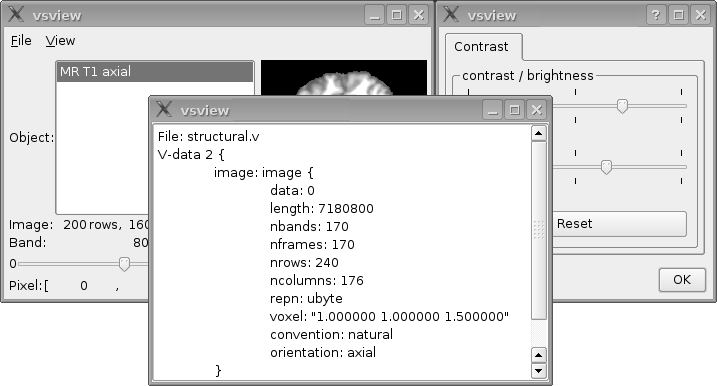 vsview
File View
MR T1 axial
Object:
Image: 200 rows, 160
Band: 80
0
Pixel:[ 0 ,
vsview
File: structural.v
V-data 2 {
image: image {
data: 0
length: 7180800
nbands: 170
nframes: 170
nrows: 240
ncolumns: 176
repn: ubyte
voxel: "1.000000 1.000000 1.500000"
convention: natural
orientation: axial
}
vsview
Contrast
contrast / brightness
Reset
OK